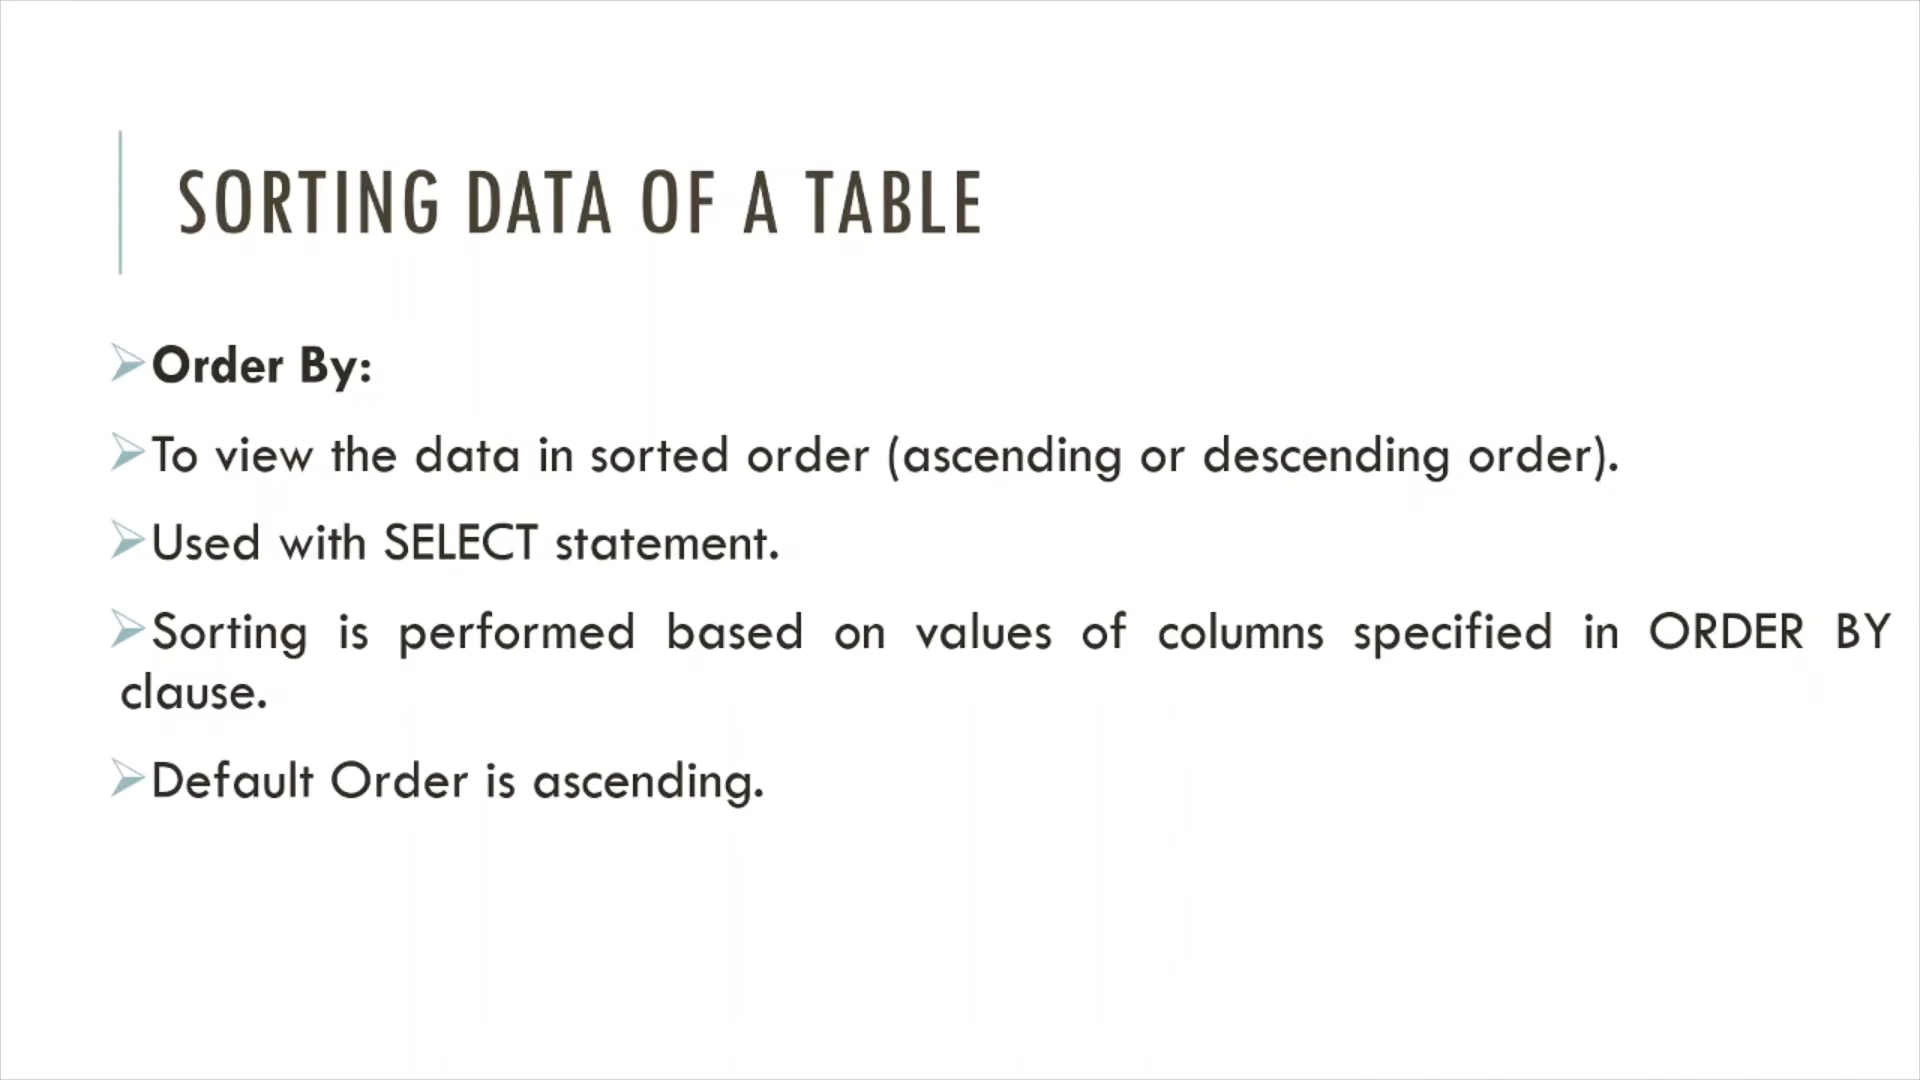 SORTING DATA OF A TABLE
Order By:
To view the data in sorted order (ascending or descending order).
Used with SELECT statement.
Sorting is performed based on values of columns specified in ORDER BY
clause.
Default Order is ascending.